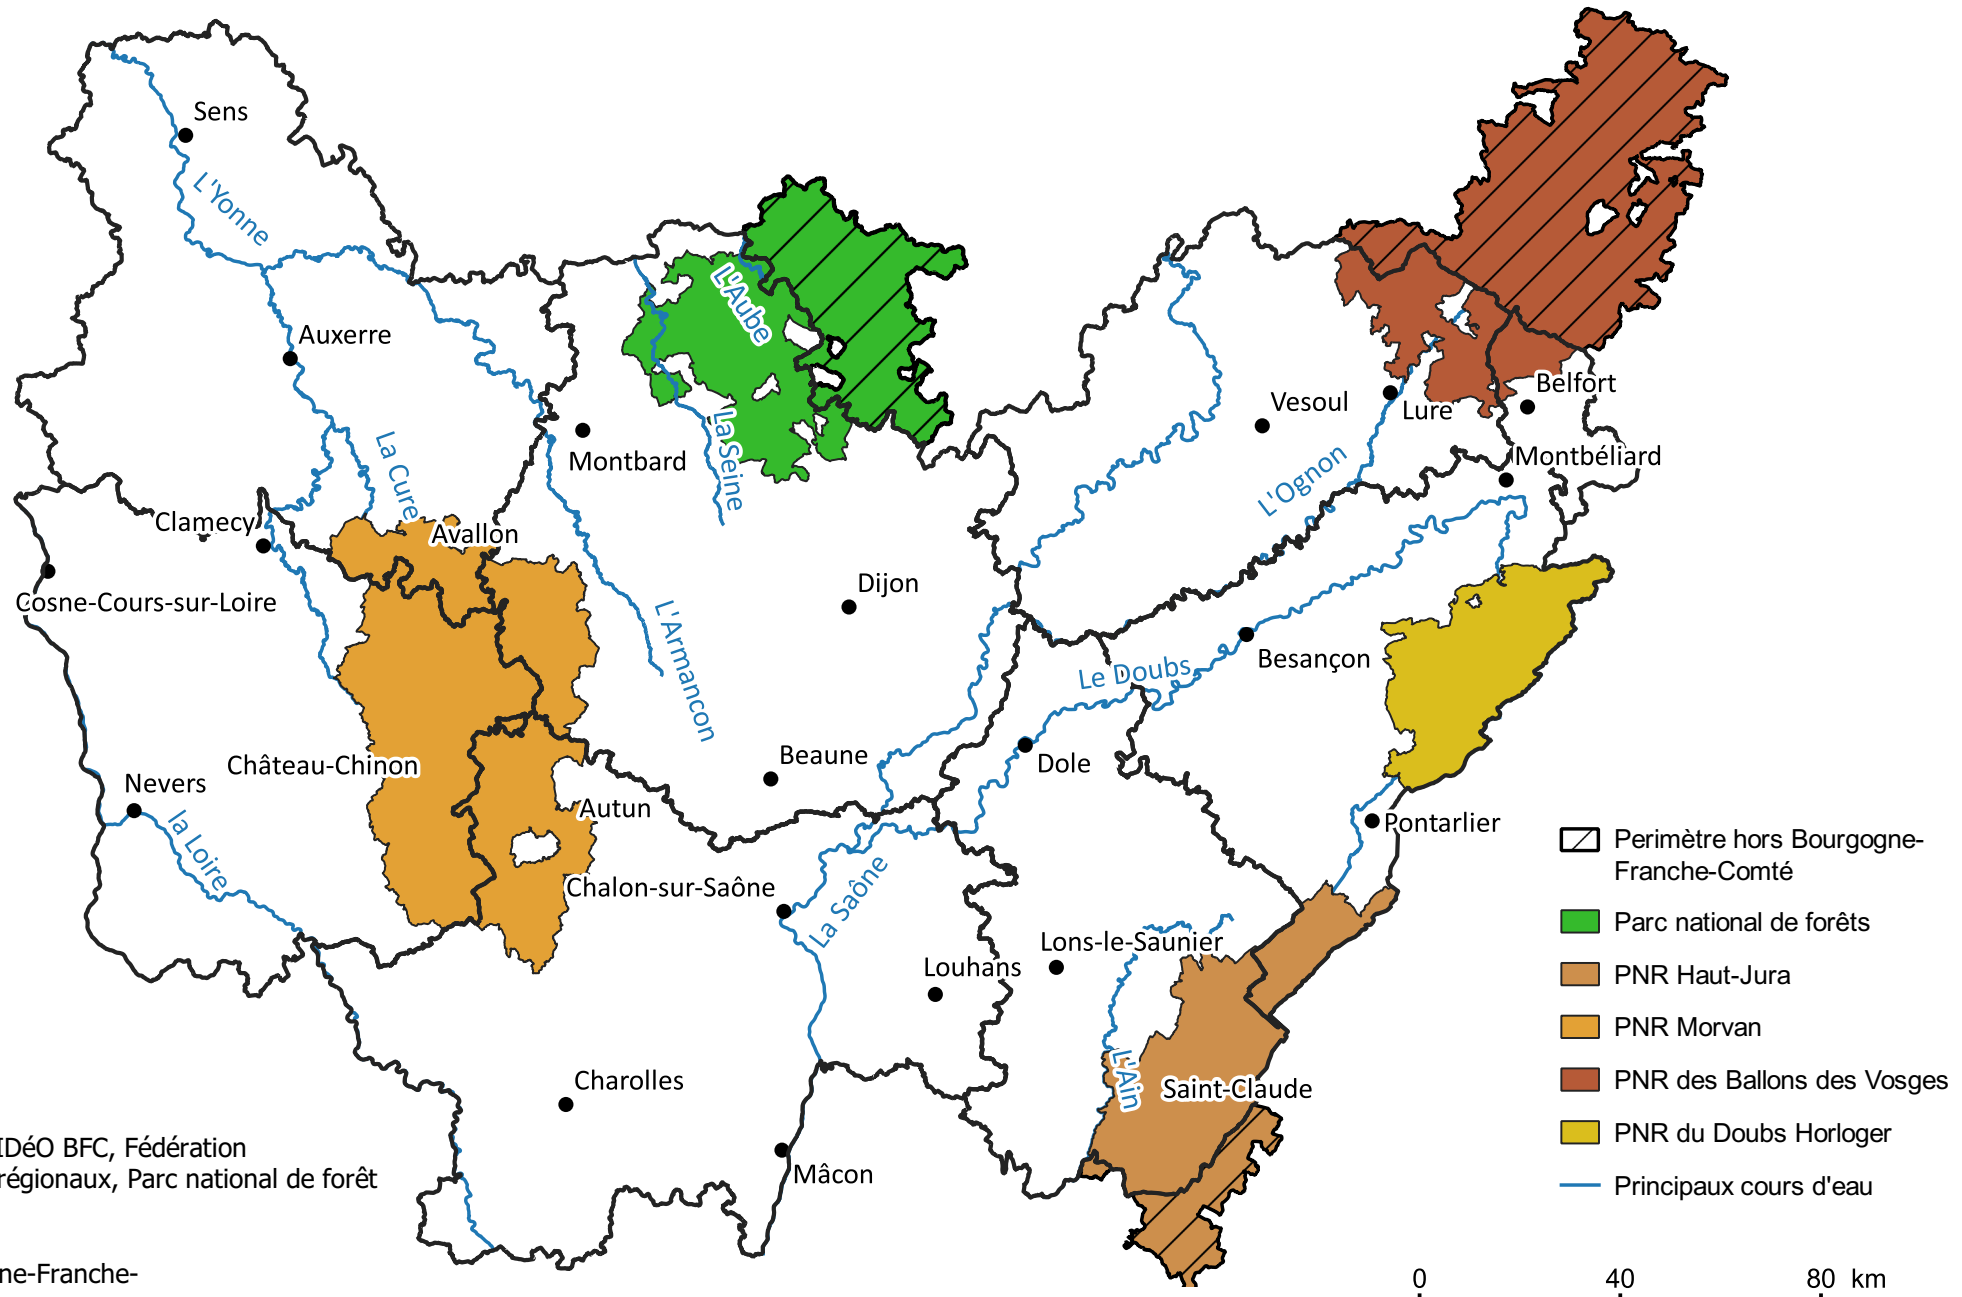 Sens
L'Yonne
Auxerre
La Cure
Montbard
L'Aube
La Seine
Vesoul
Lure
Belfort
Montbéliard
L'Ognon
Clamecy
Avallon
Cosne-Cours-sur-Loire
Dijon
L'Armançon
Besançon
Le Doubs
Dole
Beaune
Château-Chinon
Nevers
la Loire
Autun
Pontarlier
Chalon-sur-Saône
La Saône
Lons-le-Saunier
Louhans
L'Ain
Saint-Claude
Charolles
Mâcon
Perimètre hors Bourgogne-
Franche-Comté
Parc national de forêts
PNR Haut-Jura
PNR Morvan
PNR des Ballons des Vosges
PNR du Doubs Horloger
Principaux cours d'eau
IDéO BFC, Fédération
régionaux, Parc national de forêt
ne-Franche-
0 40 80 km